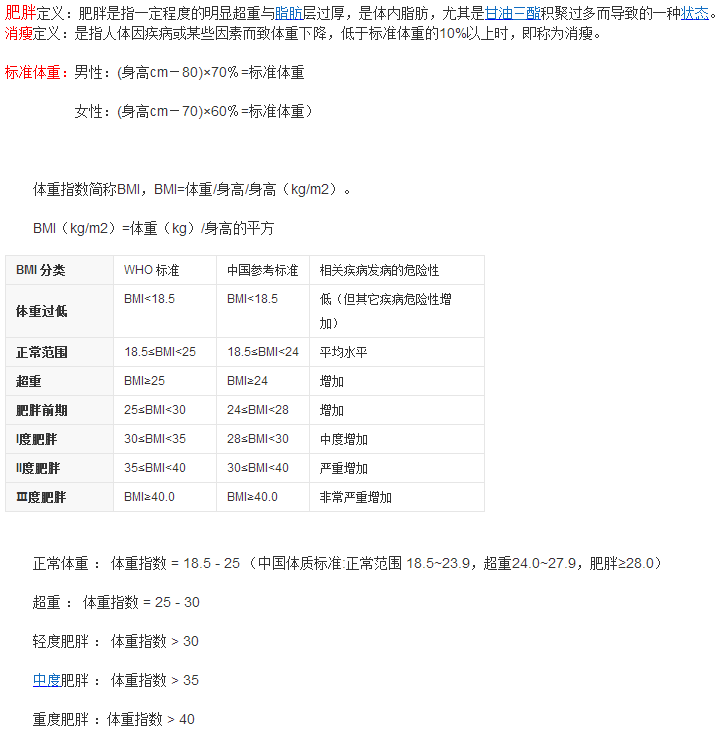 肥胖定义：肥胖是指一定程度的明显超重与脂肪层过厚，是体内脂肪，尤其是甘油三酯积聚过多而导致的一种状态。
消瘦定义：是指人体因疾病或某些因素而致体重下降，低于标准体重的10%以上时，即称为消瘦。
标准体重：男性：(身高cm－80)×70%=标准体重
女性：(身高cm－70)×60%=标准体重）
体重指数简称BMI，BMI=体重/身高/身高（kg/m2）。
BMI（kg/m2）=体重（kg）/身高的平方
BMI 分类 WHO 标准 中国参考标准 相关疾病发病的危险性
体重过低 BMI<18.5 BMI<18.5 低（但其它疾病危险性增
加）
正常范围 18.5≤BMI<25 18.5≤BMI<24 平均水平
超重 BMI≥25 BMI≥24 增加
肥胖前期 25≤BMI<30 24≤BMI<28 增加
I度肥胖 30≤BMI<35 28≤BMI<30 中度增加
II度肥胖 35≤BMI<40 30≤BMI<40 严重增加
Ⅲ度肥胖 BMI≥40.0 BMI≥40.0 非常严重增加
正常体重 ： 体重指数 = 18.5 - 25 （中国体质标准:正常范围 18.5~23.9，超重24.0~27.9，肥胖≥28.0）
超重 ： 体重指数 = 25 - 30
轻度肥胖 ： 体重指数 > 30
中度肥胖 ： 体重指数 > 35
重度肥胖 ：体重指数 > 40